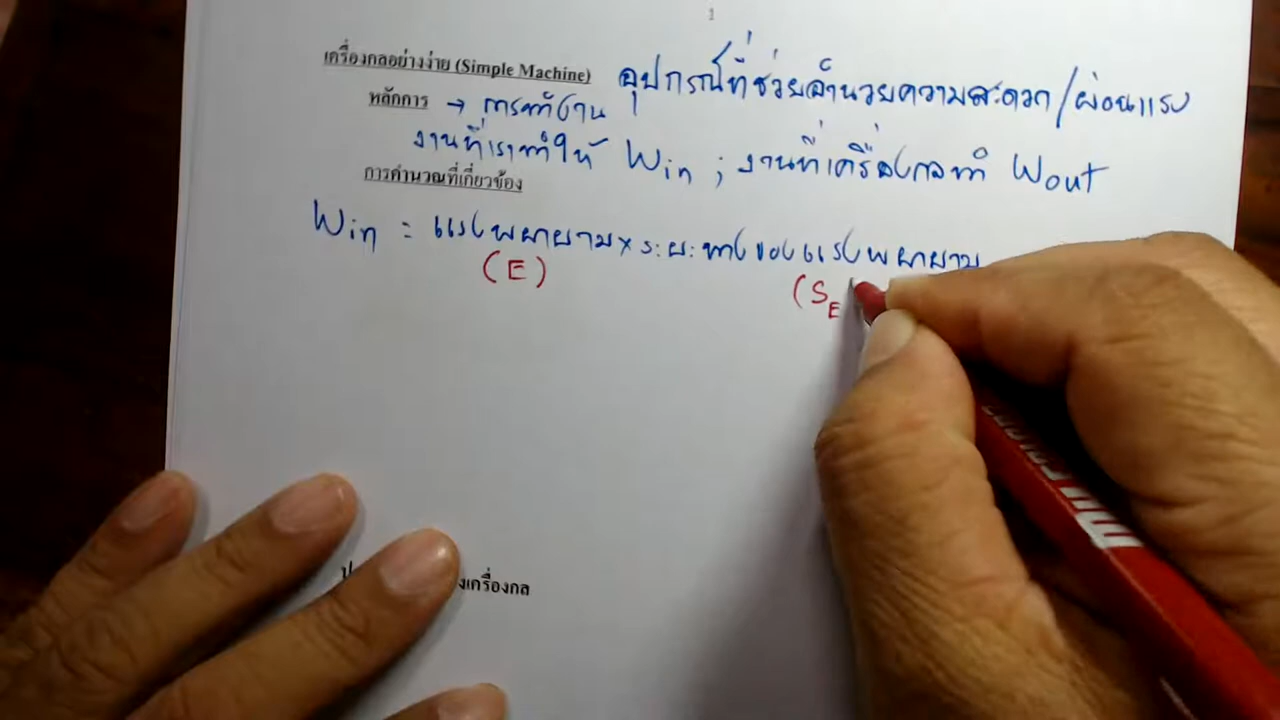 1
เครื่องกลอย่างง่าย (Simple Machine) อุปกรณ์ที่ช่วยอำนวยความสะดวก/ผ่อนแรง
หลักการ → การทำงาน
งานที่เราทำให้ Win ; งานที่เครื่องกลทำ Wout
การคำนวณที่เกี่ยวข้อง
Win = แรงพยายาม x ระยะทางของแรงพยายาม
(E) (SE
งเครื่องกล